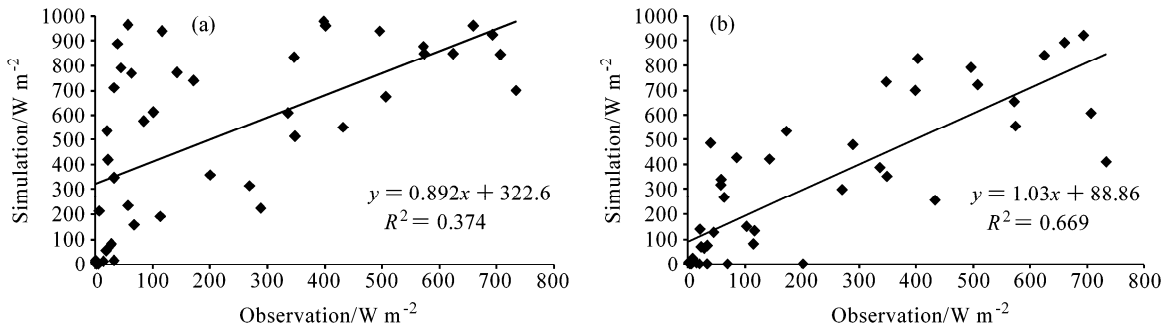 (a)
Simulation/W m⁻²
1000
900
800
700
600
500
400
300
200
100
0
y = 0.892x + 322.6
R² = 0.374
0 100 200 300 400 500 600 700 800
Observation/W m⁻²
(b)
Simulation/W m⁻²
1000
900
800
700
600
500
400
300
200
100
0
y = 1.03x + 88.86
R² = 0.669
0 100 200 300 400 500 600 700 800
Observation/W m⁻²